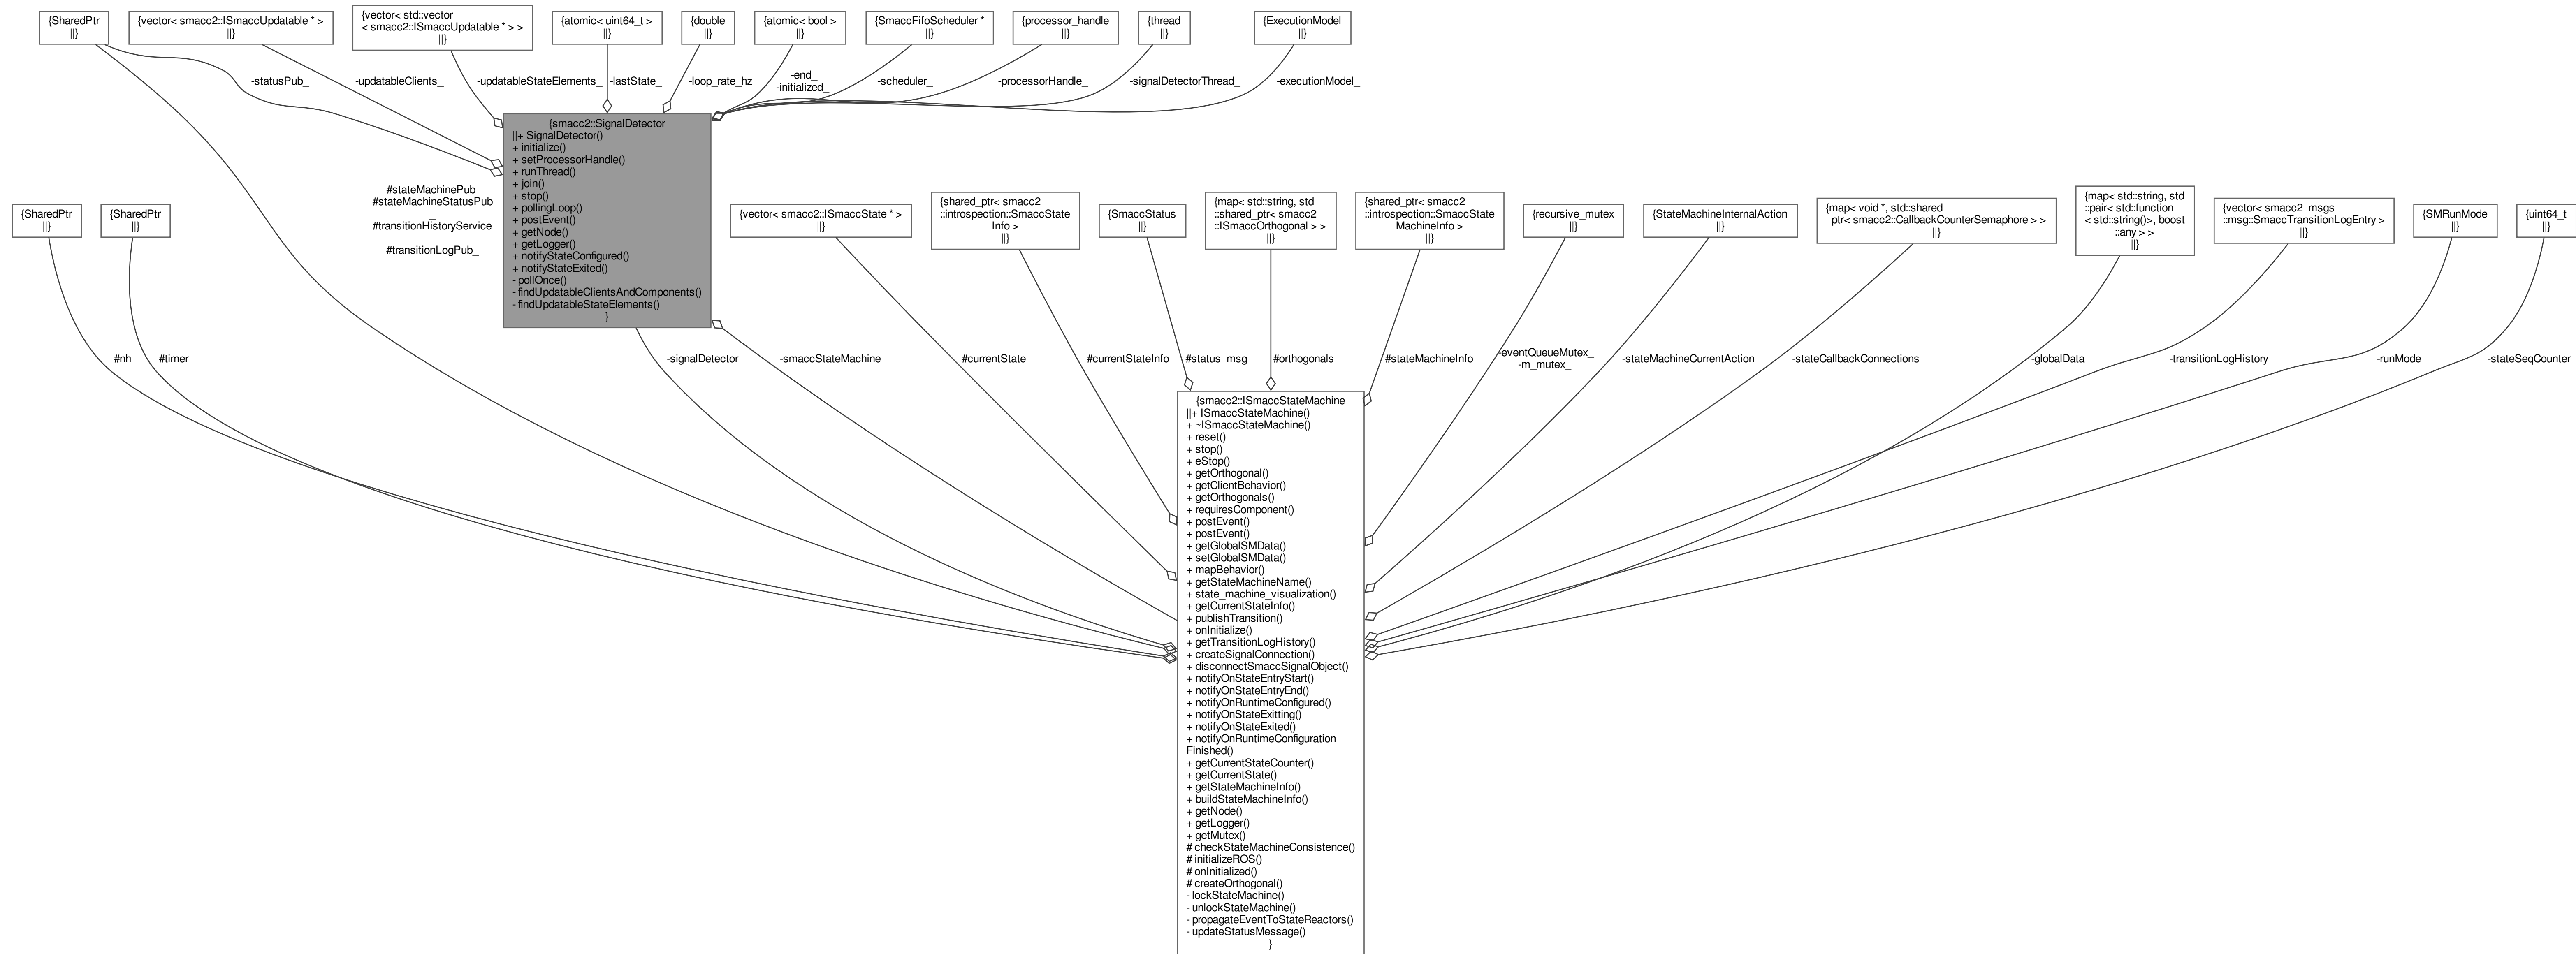 {SharedPtr
||}
{vector< smacc2::ISmaccUpdatable * >
||}
{vector< std::vector
< smacc2::ISmaccUpdatable * > >
||}
{atomic< uint64_t >
||}
{double
||}
{atomic< bool >
||}
{SmaccFifoScheduler *
||}
{processor_handle
||}
{thread
||}
{ExecutionModel
||}
-statusPub_
-updatableClients_
-updatableStateElements_
-lastState_
-loop_rate_hz
-end_
-initialized_
-scheduler_
-processorHandle_
-signalDetectorThread_
-executionModel_
{smacc2::SignalDetector
||+ SignalDetector()
+ initialize()
+ setProcessorHandle()
+ runThread()
+ join()
+ stop()
+ pollingLoop()
+ postEvent()
+ getNode()
+ getLogger()
+ notifyStateConfigured()
+ notifyStateExited()
- pollOnce()
- findUpdatableClientsAndComponents()
- findUpdatableStateElements()
}
#stateMachinePub_
#stateMachineStatusPub
_
#transitionHistoryService
_
#transitionLogPub_
{SharedPtr
||}
{SharedPtr
||}
{vector< smacc2::ISmaccState * >
||}
{shared_ptr< smacc2
::introspection::SmaccState
Info >
||}
{SmaccStatus
||}
{map< std::string, std
::shared_ptr< smacc2
::ISmaccOrthogonal > >
||}
{shared_ptr< smacc2
::introspection::SmaccState
MachineInfo >
||}
{recursive_mutex
||}
{StateMachineInternalAction
||}
{map< void *, std::shared
_ptr< smacc2::CallbackCounterSemaphore > >
||}
{map< std::string, std
::pair< std::function
< std::string()>, boost
::any > >
||}
{vector< smacc2_msgs
::msg::SmaccTransitionLogEntry >
||}
{SMRunMode
||}
{uint64_t
||}
#nh_
#timer_
-signalDetector_
-smaccStateMachine_
#currentState_
#currentStateInfo_
#status_msg_
#orthogonals_
#stateMachineInfo_
-eventQueueMutex_
-m_mutex_
-stateMachineCurrentAction
-stateCallbackConnections
-globalData_
-transitionLogHistory_
-runMode_
-stateSeqCounter_
{smacc2::ISmaccStateMachine
||+ ISmaccStateMachine()
+ ~ISmaccStateMachine()
+ reset()
+ stop()
+ eStop()
+ getOrthogonal()
+ getClientBehavior()
+ getOrthogonals()
+ requiresComponent()
+ postEvent()
+ postEvent()
+ getGlobalSMData()
+ setGlobalSMData()
+ mapBehavior()
+ getStateMachineName()
+ state_machine_visualization()
+ getCurrentStateInfo()
+ publishTransition()
+ onInitialize()
+ getTransitionLogHistory()
+ createSignalConnection()
+ disconnectSmaccSignalObject()
+ notifyOnStateEntryStart()
+ notifyOnStateEntryEnd()
+ notifyOnRuntimeConfigured()
+ notifyOnStateExitting()
+ notifyOnStateExited()
+ notifyOnRuntimeConfiguration
Finished()
+ getCurrentStateCounter()
+ getCurrentState()
+ getStateMachineInfo()
+ buildStateMachineInfo()
+ getNode()
+ getLogger()
+ getMutex()
# checkStateMachineConsistence()
# initializeROS()
# onInitialized()
# createOrthogonal()
- lockStateMachine()
- unlockStateMachine()
- propagateEventToStateReactors()
- updateStatusMessage()
}